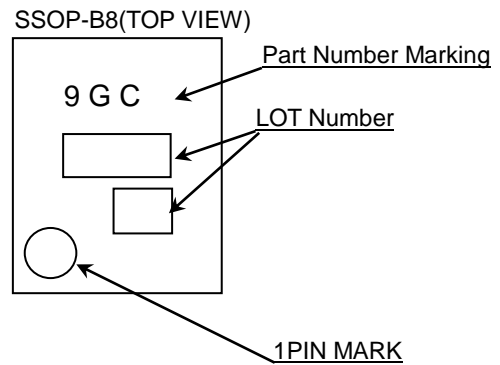 SSOP-B8(TOP VIEW)
Part Number Marking
9 G C
LOT Number
1PIN MARK